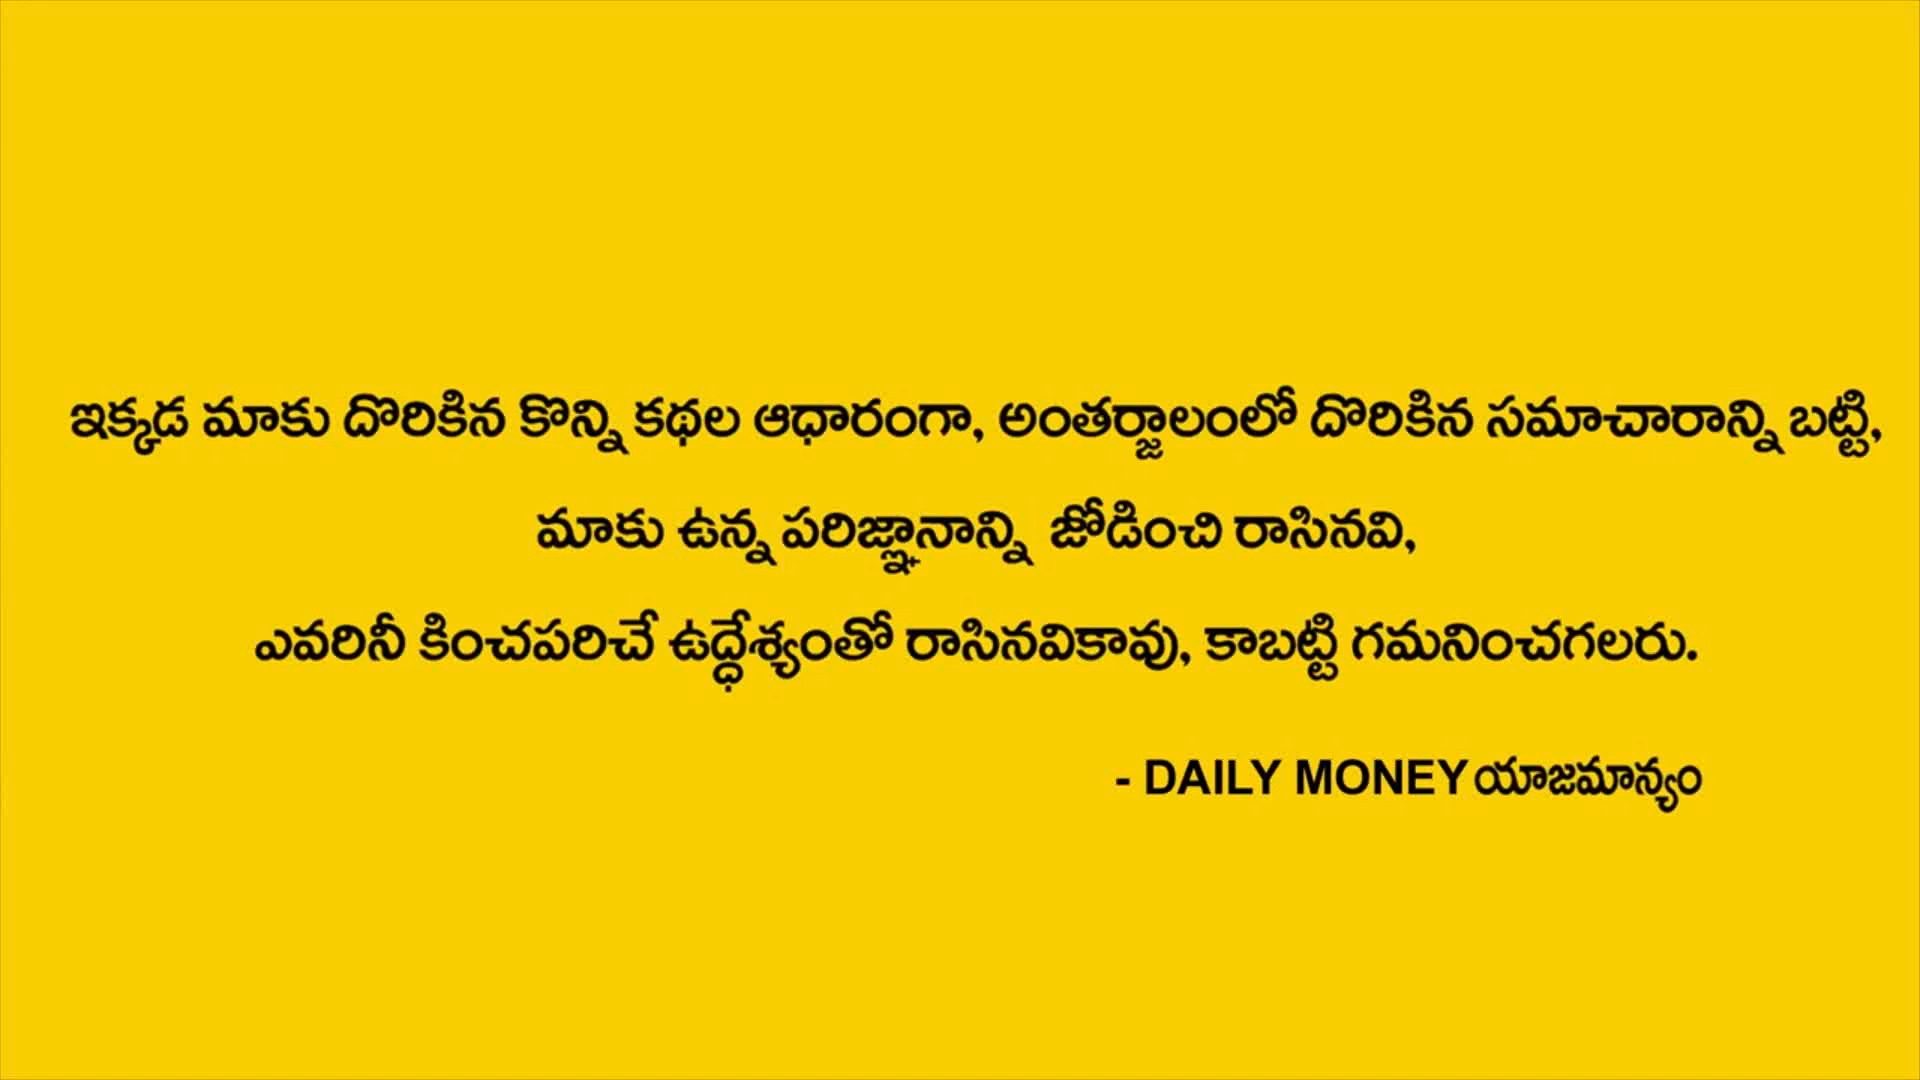 ఇక్కడ మాకు దొరికిన కొన్ని కథల ఆధారంగా, అంతర్జాలంలో దొరికిన సమాచారాన్ని బట్టి,
మాకు ఉన్న పరిజ్ఞానాన్ని జోడించి రాసినవి,
ఎవరినీ కించపరిచే ఉద్ధేశ్యంతో రాసినవికావు, కాబట్టి గమనించగలరు.
- DAILY MONEY యాజమాన్యం